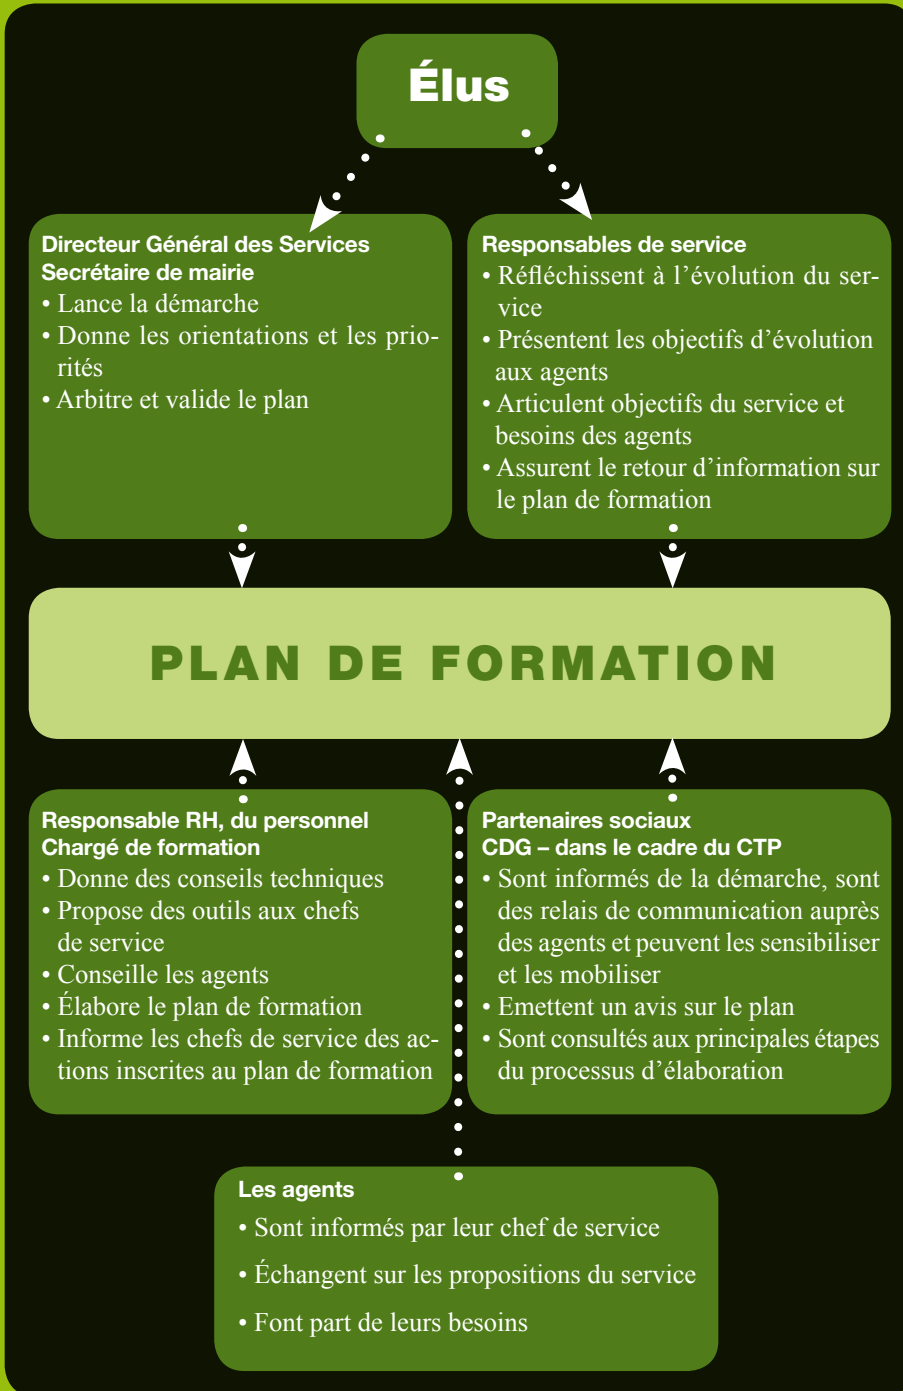 Élus
Directeur Général des Services
Secrétaire de mairie
• Lance la démarche
• Donne les orientations et les prio-
rités
• Arbitre et valide le plan
Responsables de service
• Réfléchissent à l’évolution du ser-
vice
• Présentent les objectifs d’évolution
aux agents
• Articulent objectifs du service et
besoins des agents
• Assurent le retour d’information sur
le plan de formation
PLAN DE FORMATION
Responsable RH, du personnel
Chargé de formation
• Donne des conseils techniques
• Propose des outils aux chefs
de service
• Conseille les agents
• Élabore le plan de formation
• Informe les chefs de service des ac-
tions inscrites au plan de formation
Partenaires sociaux
CDG – dans le cadre du CTP
• Sont informés de la démarche, sont
des relais de communication auprès
des agents et peuvent les sensibiliser
et les mobiliser
• Emettent un avis sur le plan
• Sont consultés aux principales étapes
du processus d’élaboration
Les agents
• Sont informés par leur chef de service
• Échangent sur les propositions du service
• Font part de leurs besoins